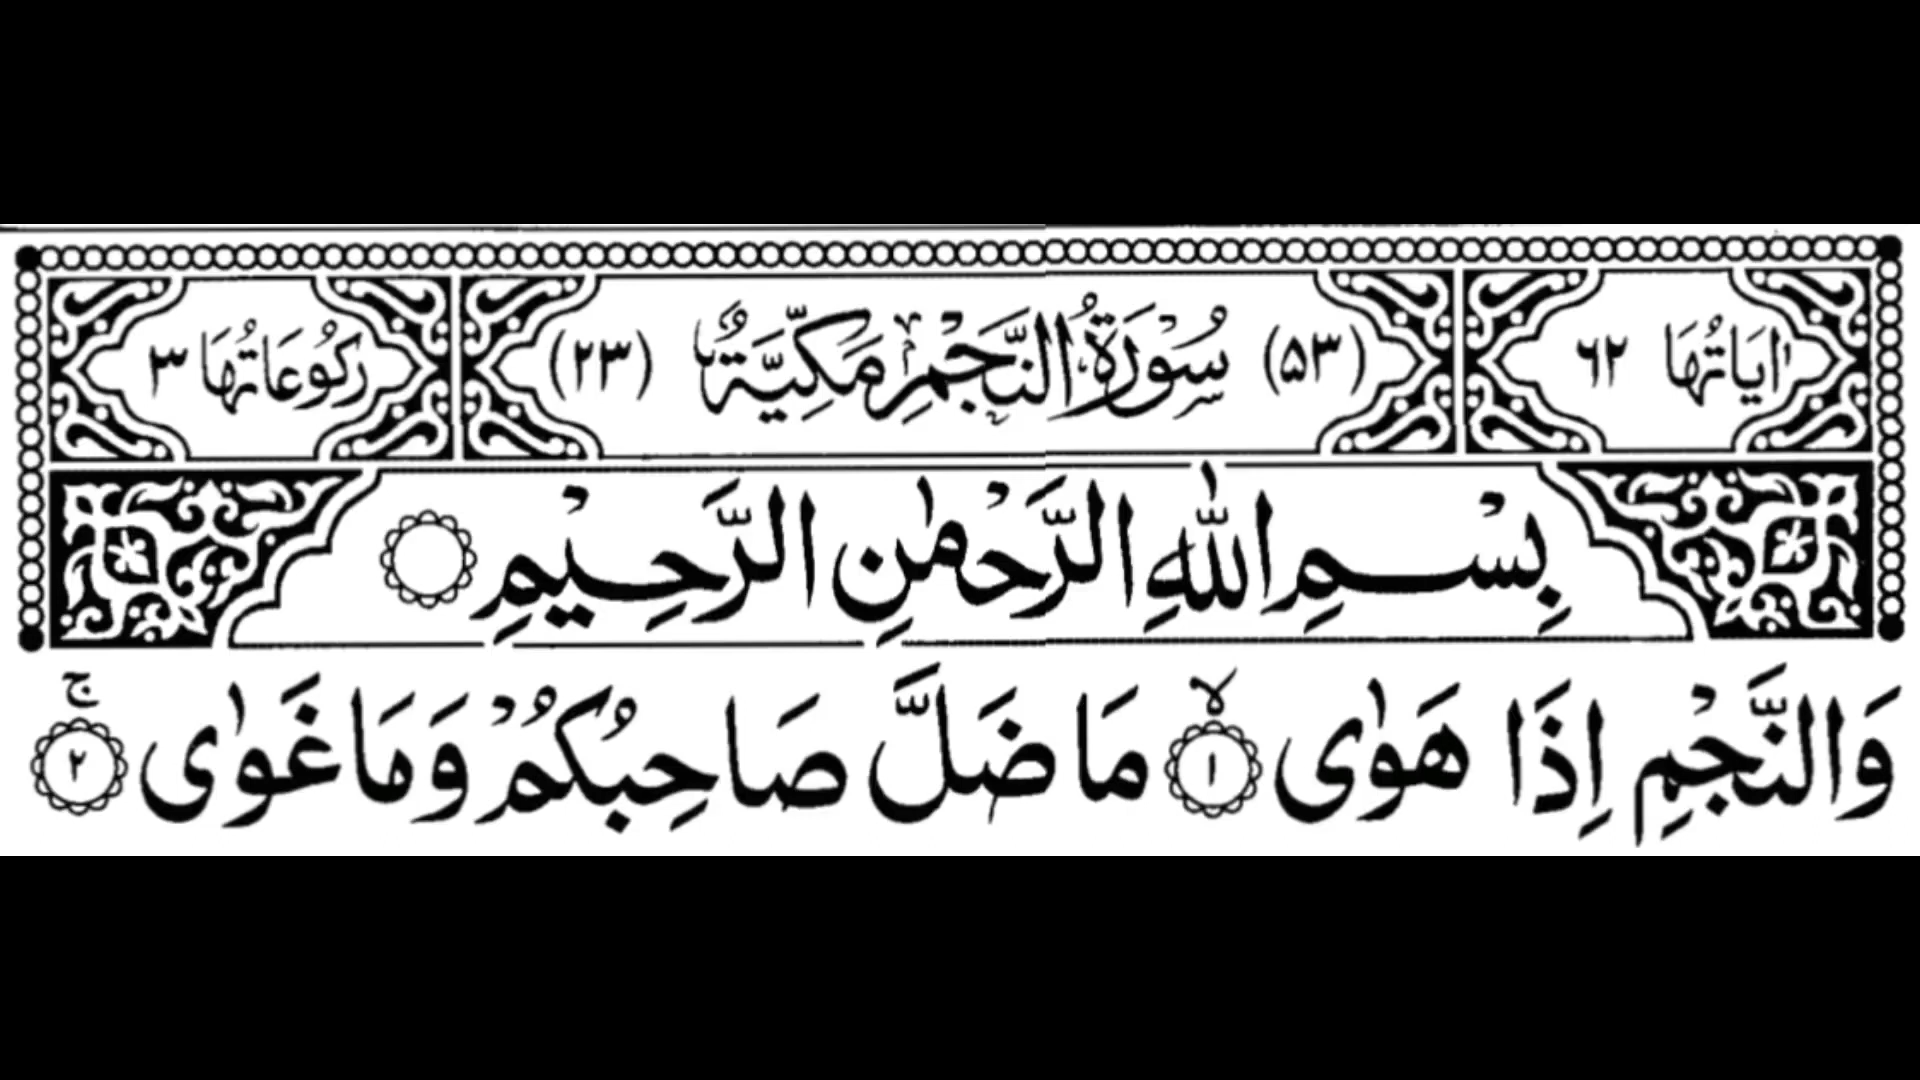 اٰيَاتُهَا ٦٢ (٥٣) سُوْرَةُ النَّجْمِ مَكِّيَّةٌ (٢٣) رُكُوْعَاتُهَا ٣
بِسْمِ اللّٰهِ الرَّحْمٰنِ الرَّحِيْمِ
وَالنَّجْمِ اِذَا هَوٰى ۙ ١ مَا ضَلَّ صَاحِبُكُمْ وَمَا غَوٰى ۚ ٢